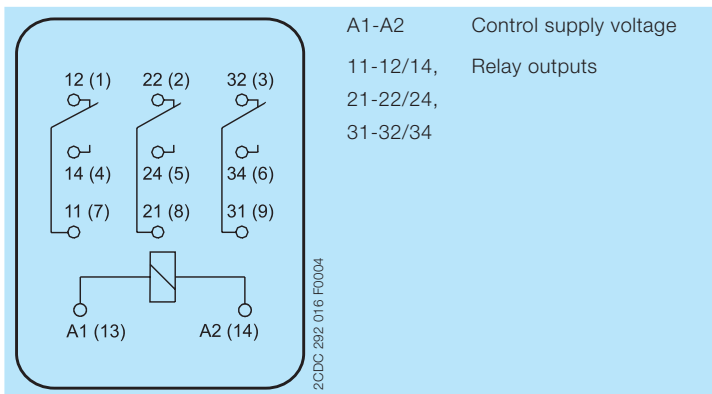 A1-A2 Control supply voltage
11-12/14, Relay outputs
21-22/24,
31-32/34
12 (1) 22 (2) 32 (3)
14 (4) 24 (5) 34 (6)
11 (7) 21 (8) 31 (9)
A1 (13) A2 (14)
2CDC 292 016 F0004